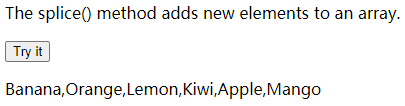 The splice() method adds new elements to an array.
Try it
Banana,Orange,Lemon,Kiwi,Apple,Mango